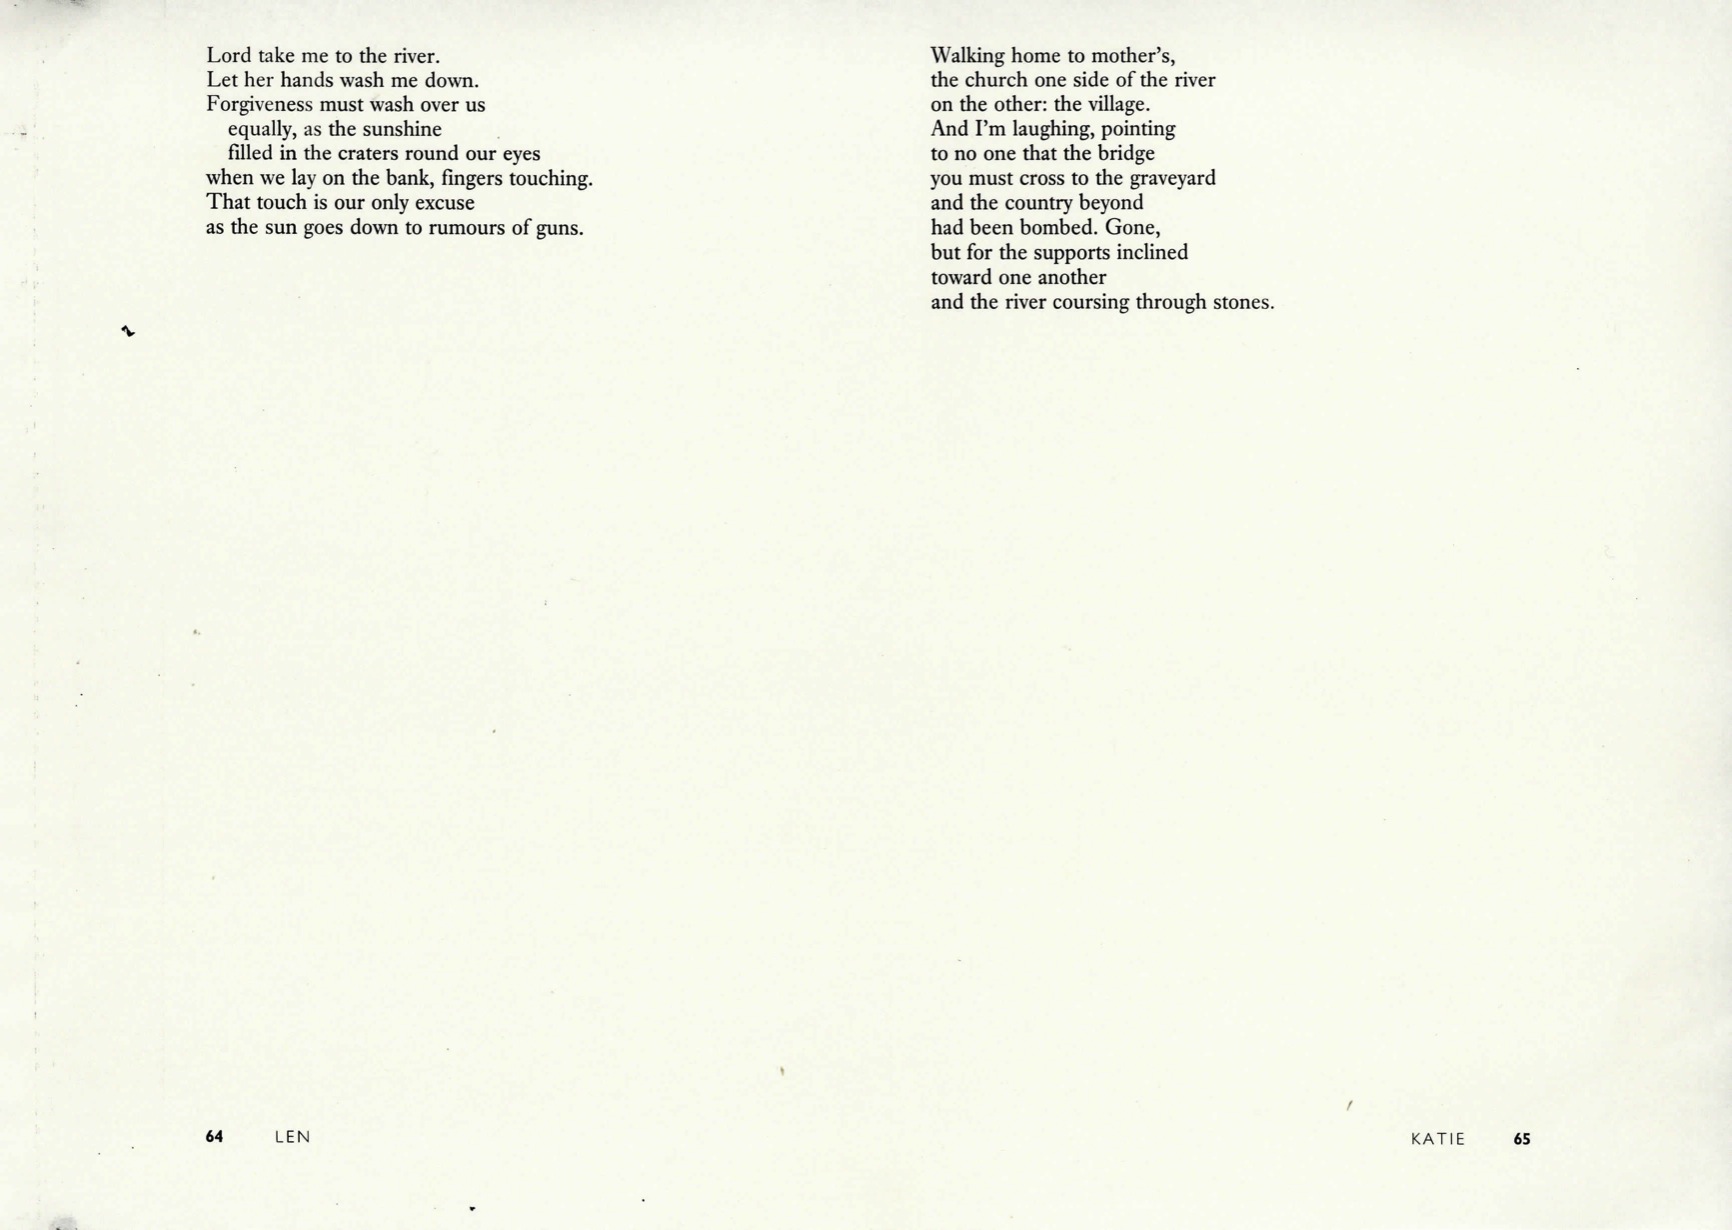 Lord take me to the river.
Let her hands wash me down.
Forgiveness must wash over us
equally, as the sunshine
filled in the craters round our eyes
when we lay on the bank, fingers touching.
That touch is our only excuse
as the sun goes down to rumours of guns.
64 LEN
Walking home to mother's,
the church one side of the river
on the other: the village.
And I'm laughing, pointing
to no one that the bridge
you must cross to the graveyard
and the country beyond
had been bombed. Gone,
but for the supports inclined
toward one another
and the river coursing through stones.
KATIE 65